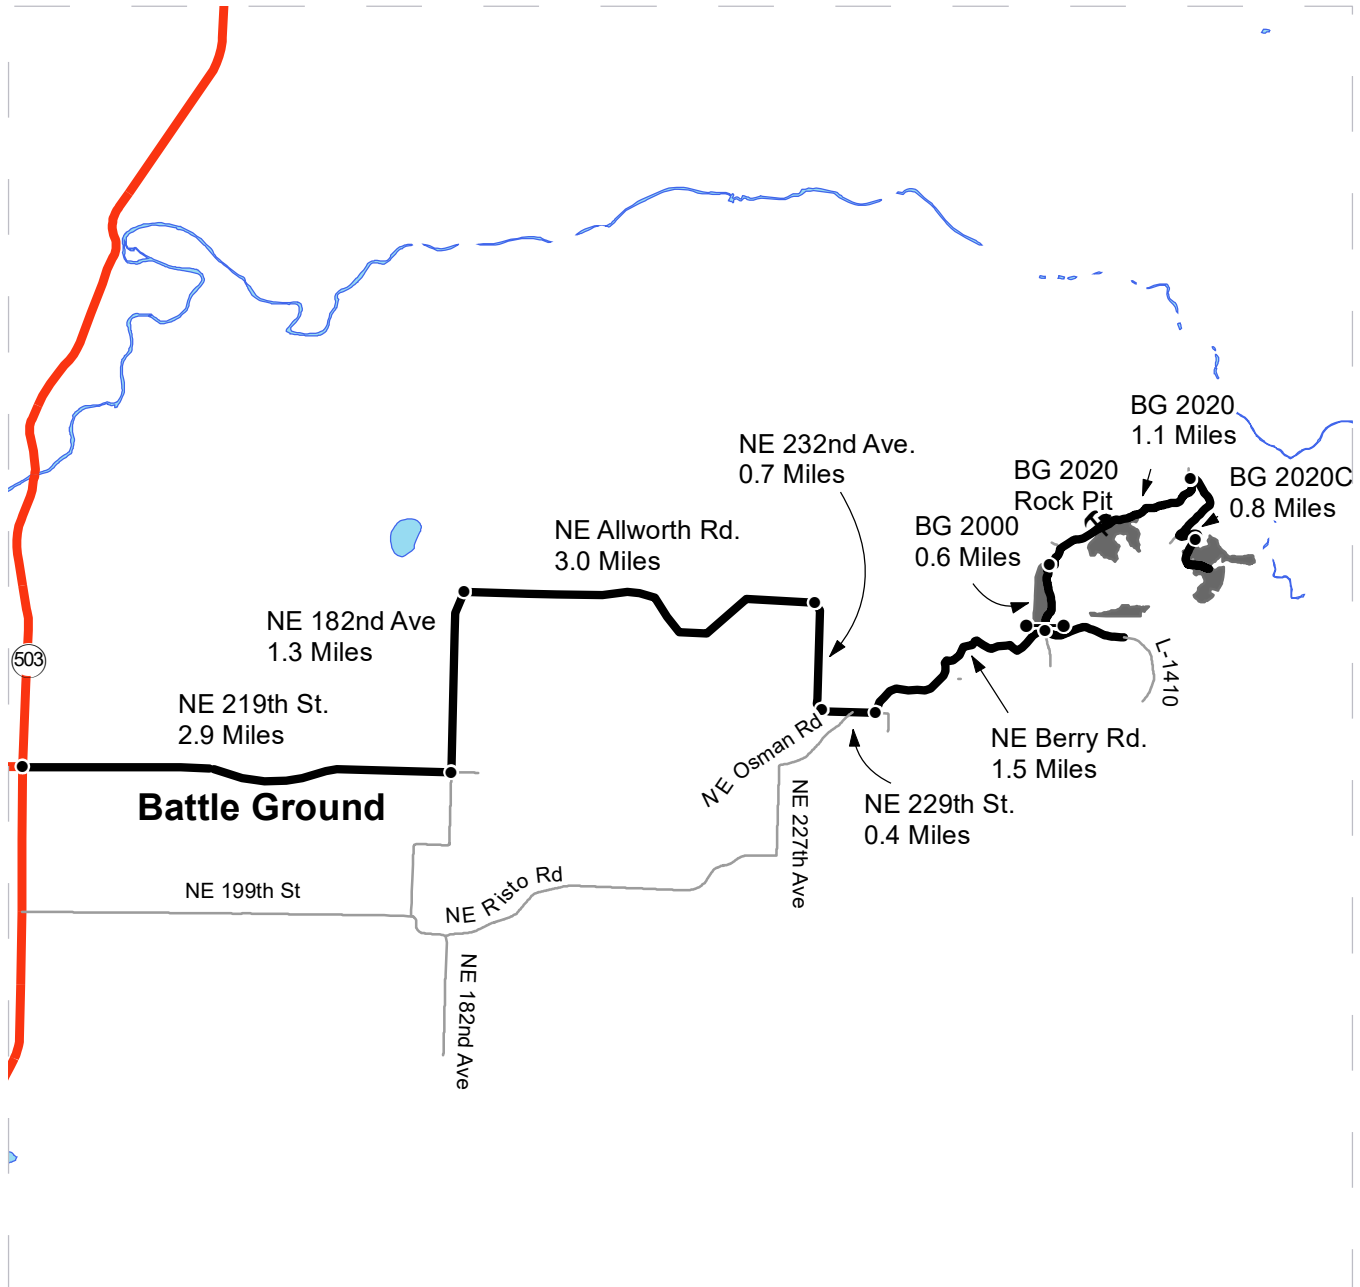 BG 2020
1.1 Miles
NE 232nd Ave.
0.7 Miles
BG 2020
Rock Pit
BG 2020C
0.8 Miles
NE Allworth Rd.
3.0 Miles
BG 2000
0.6 Miles
NE 182nd Ave
1.3 Miles
503
L-1410
NE 219th St.
2.9 Miles
NE Osman Rd
NE Berry Rd.
1.5 Miles
Battle Ground
NE 227th Ave
NE 229th St.
0.4 Miles
NE 199th St
NE Risto Rd
NE 182nd Ave